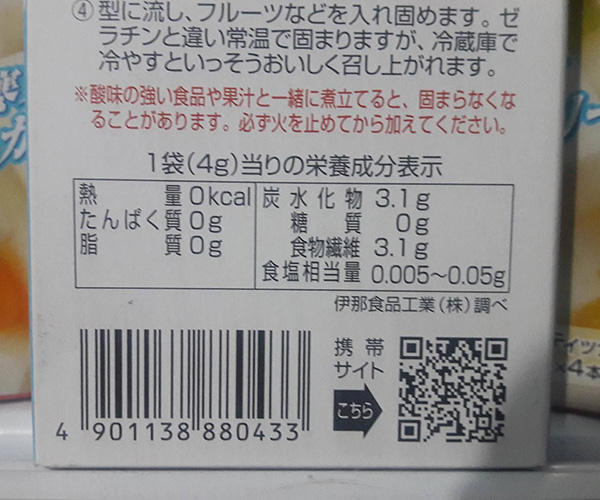 ④ 型に流し、フルーツなどを入れ固めます。ゼ
ラチンと違い常温で固まりますが、冷蔵庫で
冷やすといっそうおいしく召し上がれます。
※酸味の強い食品や果汁と一緒に煮立てると、固まらなくな
ることがあります。必ず火を止めてから加えてください。
1袋(4g)当りの栄養成分表示
熱量 0kcal
たんぱく質 0g
脂質 0g
炭水化物 3.1g
糖質 0g
食物繊維 3.1g
食塩相当量 0.005~0.05g
伊那食品工業(株)調べ
携帯
サイト
こちら
4 901138 880433
×4本